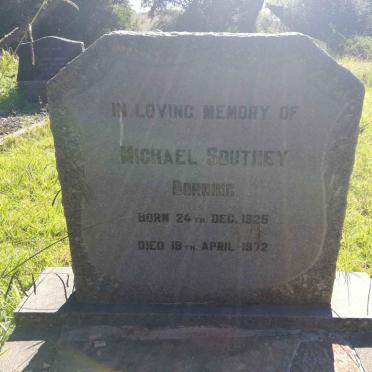 IN LOVING MEMORY OF
MICHAEL SOUTHEY
DORNING
BORN 24TH. DEC. 1925
DIED 19TH. APRIL 1972